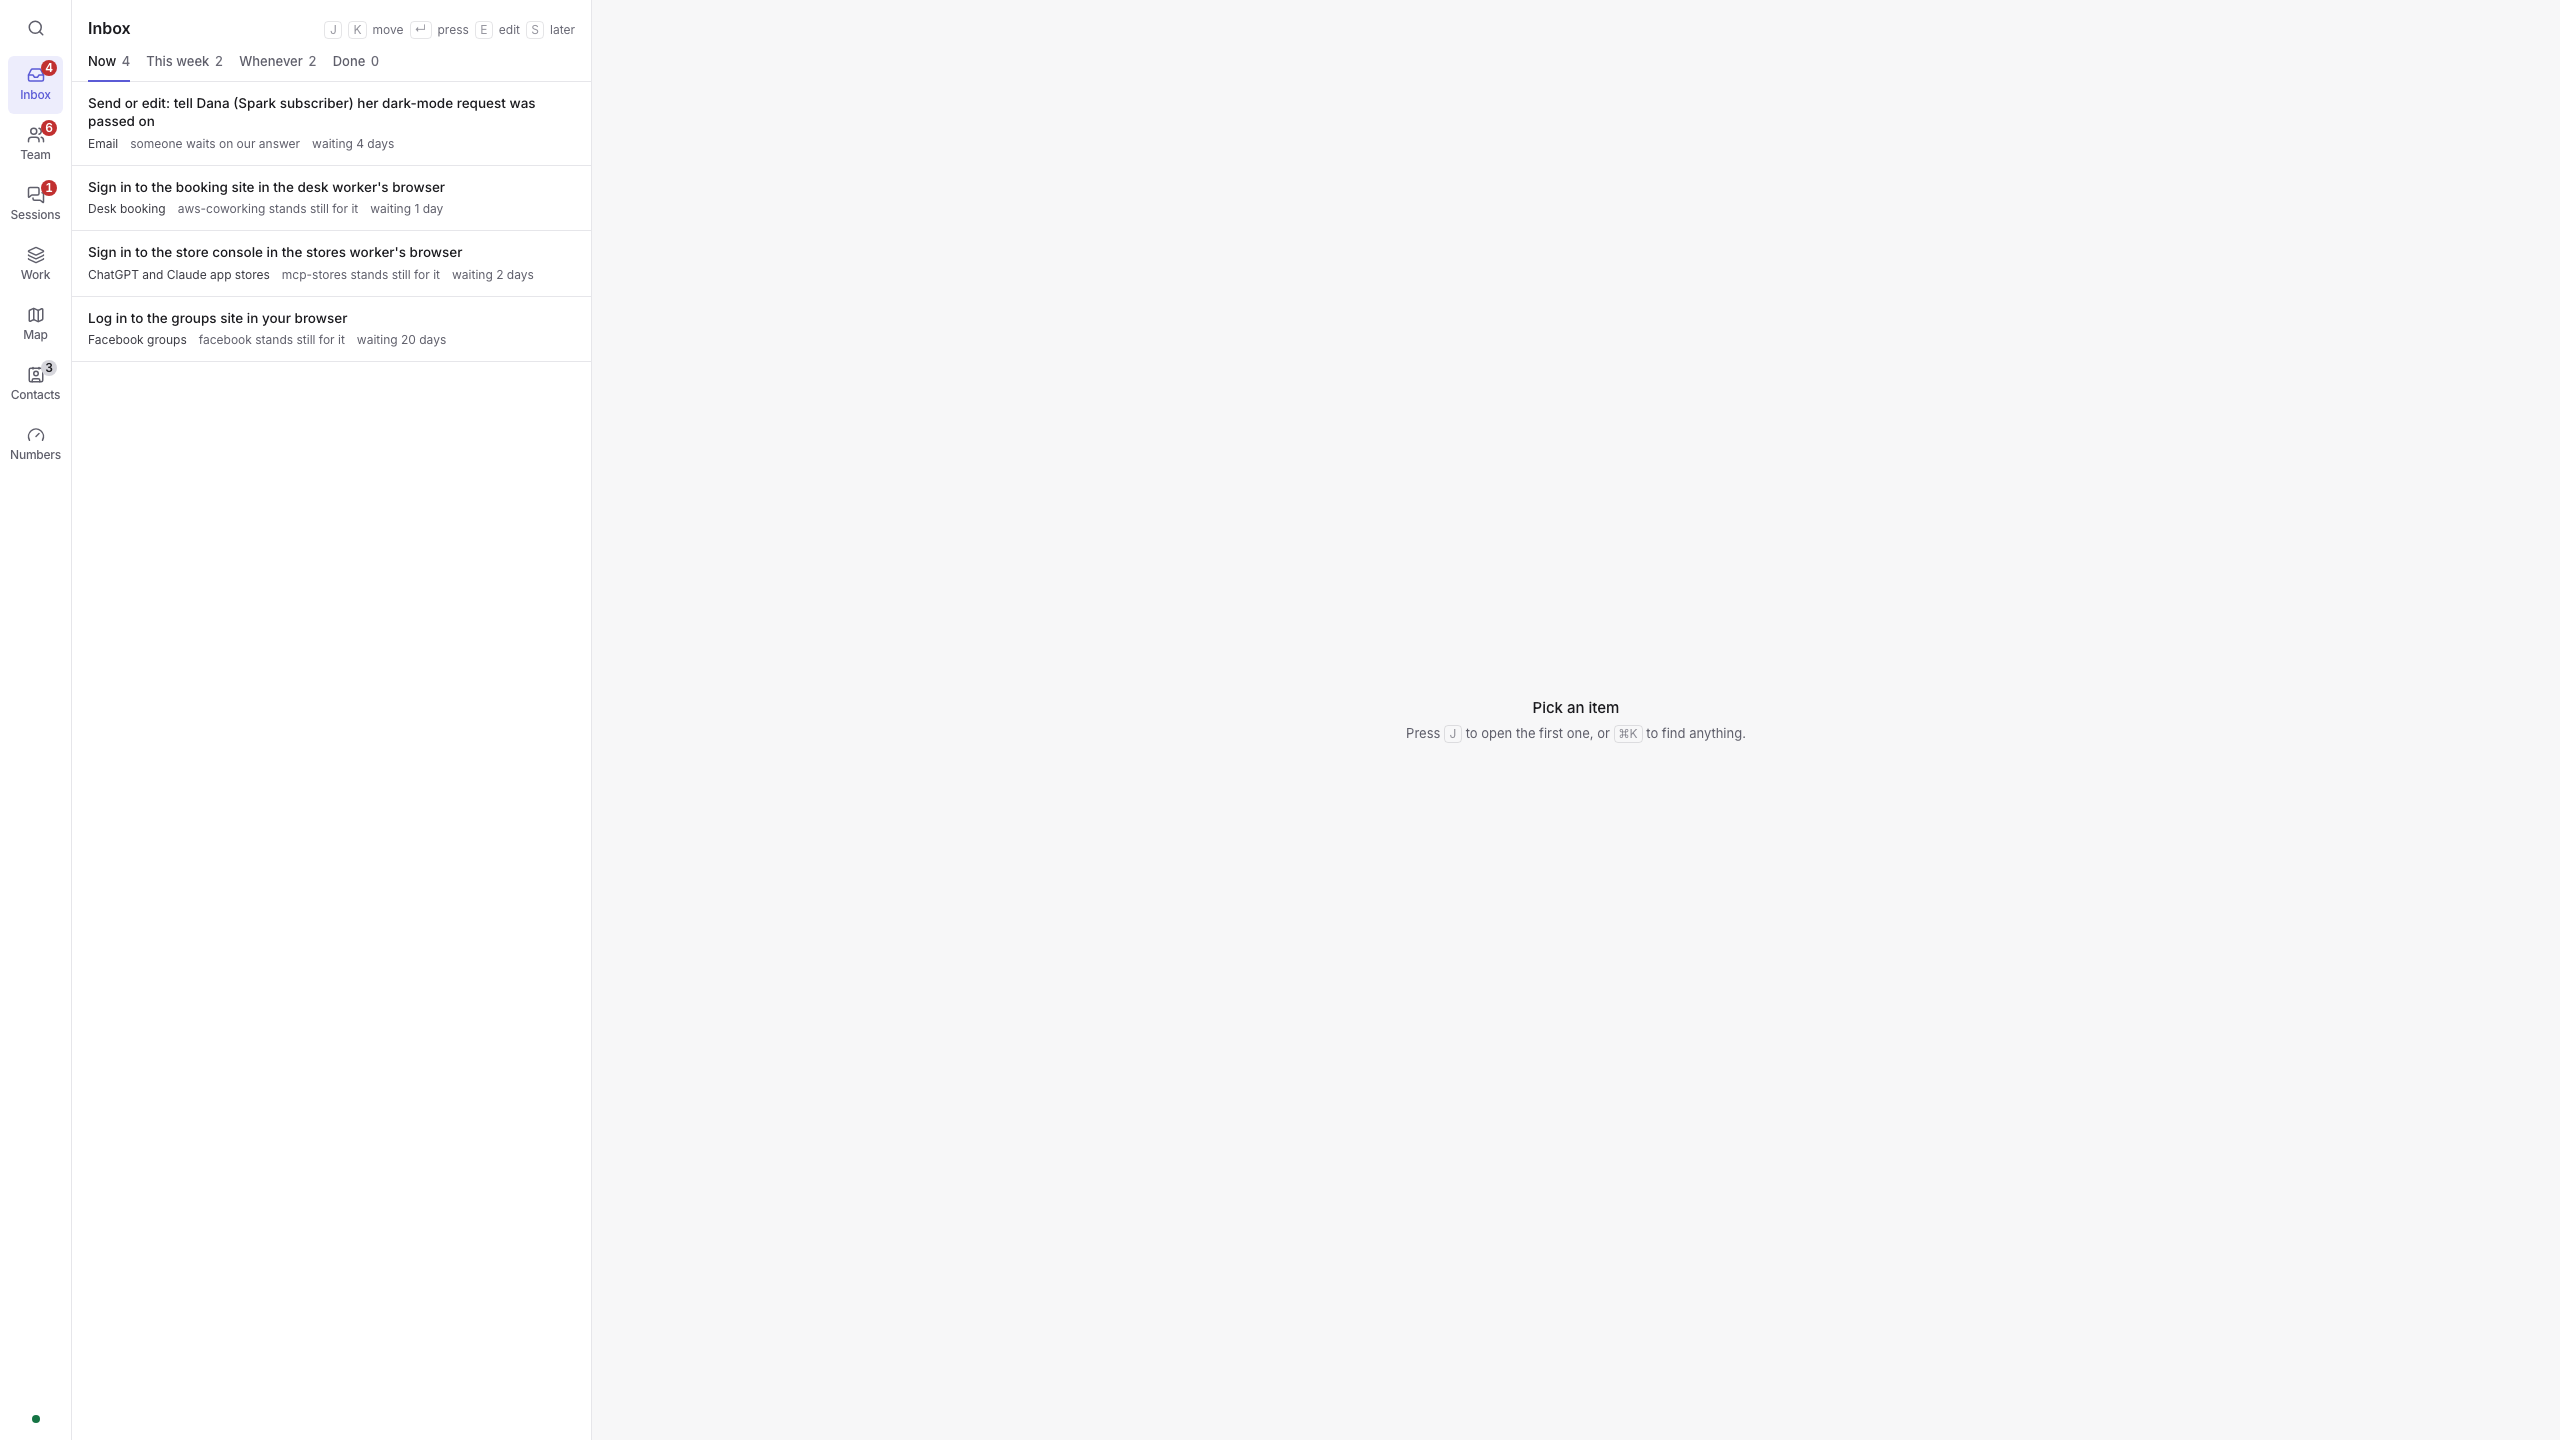 Inbox
J K move ↵ press E edit S later
Now 4 This week 2 Whenever 2 Done 0
4
Inbox
6
Team
1
Sessions
Work
Map
3
Contacts
Numbers
Send or edit: tell Dana (Spark subscriber) her dark-mode request was
passed on
Email someone waits on our answer waiting 4 days
Sign in to the booking site in the desk worker's browser
Desk booking aws-coworking stands still for it waiting 1 day
Sign in to the store console in the stores worker's browser
ChatGPT and Claude app stores mcp-stores stands still for it waiting 2 days
Log in to the groups site in your browser
Facebook groups facebook stands still for it waiting 20 days
Pick an item
Press J to open the first one, or ⌘K to find anything.